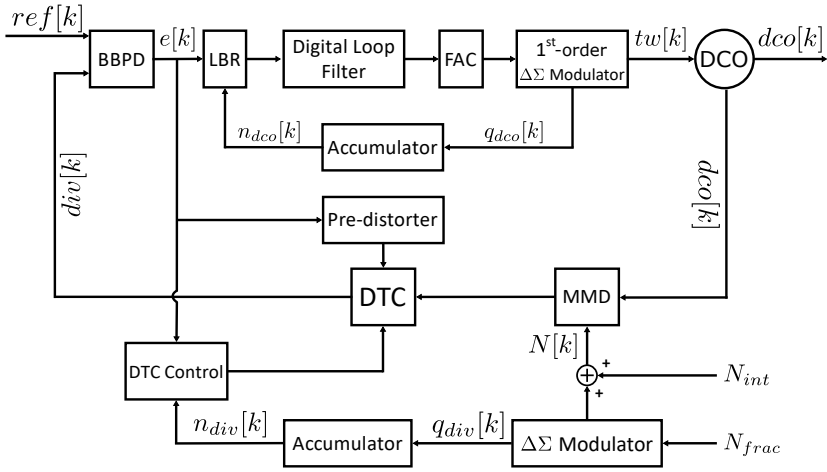 ref[k]
BBPD
e[k]
LBR
Digital Loop
Filter
FAC
1st-order
ΔΣ Modulator
tw[k]
DCO
dco[k]
n_dco[k]
Accumulator
q_dco[k]
div[k]
dco[k]
Pre-distorter
DTC
MMD
N[k]
+
+
N_int
DTC Control
n_div[k]
Accumulator
q_div[k]
ΔΣ Modulator
N_frac